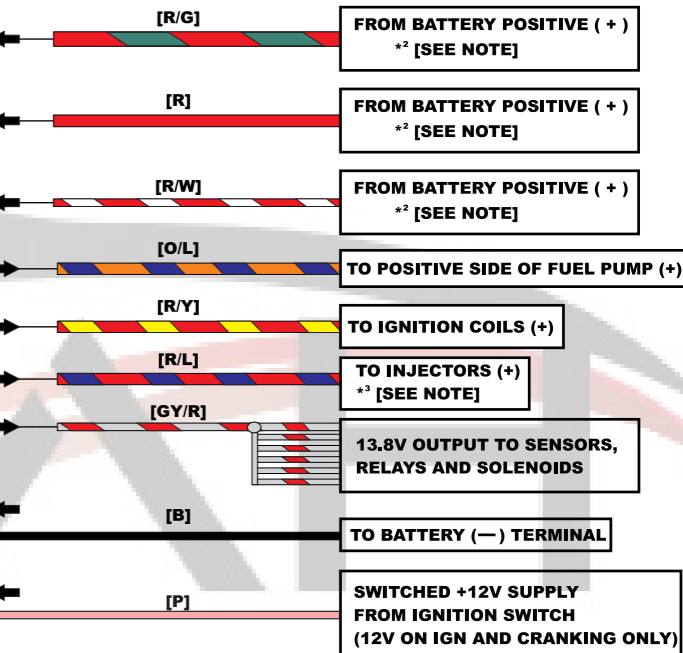 [R/G]
FROM BATTERY POSITIVE ( + )
*² [SEE NOTE]
[R]
FROM BATTERY POSITIVE ( + )
*² [SEE NOTE]
[R/W]
FROM BATTERY POSITIVE ( + )
*² [SEE NOTE]
[O/L]
TO POSITIVE SIDE OF FUEL PUMP (+)
[R/Y]
TO IGNITION COILS (+)
[R/L]
TO INJECTORS (+)
*³ [SEE NOTE]
[GY/R]
13.8V OUTPUT TO SENSORS,
RELAYS AND SOLENOIDS
[B]
TO BATTERY (—) TERMINAL
[P]
SWITCHED +12V SUPPLY
FROM IGNITION SWITCH
(12V ON IGN AND CRANKING ONLY)